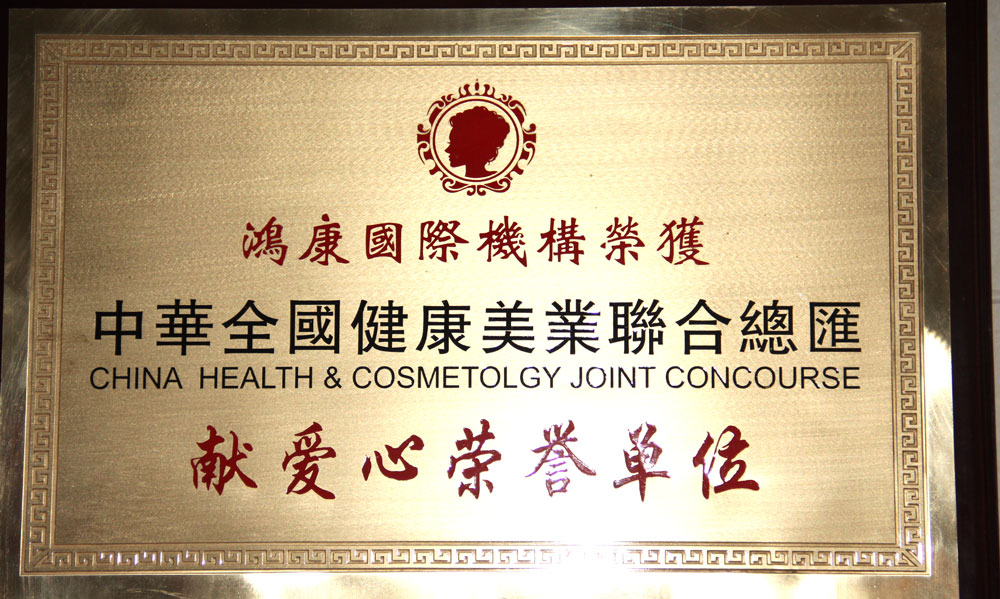 鴻康國際機構榮獲
中華全國健康美業聯合總匯
CHINA HEALTH & COSMETOLGY JOINT CONCOURSE
献爱心荣誉单位